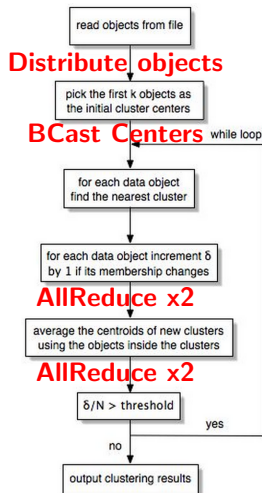 read objects from file
Distribute objects
pick the first k objects as
the initial cluster centers
BCast Centers
while loop
for each data object
find the nearest cluster
for each data object increment δ
by 1 if its membership changes
AllReduce x2
average the centroids of new clusters
using the objects inside the clusters
AllReduce x2
δ/N > threshold
yes
no
output clustering results